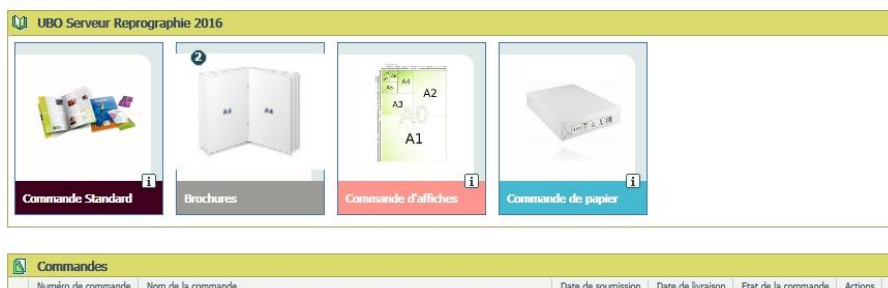 UBO Serveur Reprographie 2016
2
A4 A4
A4
A5
A3
A2
A0
A1
i
i
i
Commande Standard
Brochures
Commande d'affiches
Commande de papier
Commandes
Numéro de commande Nom de la commande Date de soumission Date de livraison Etat de la commande Actions